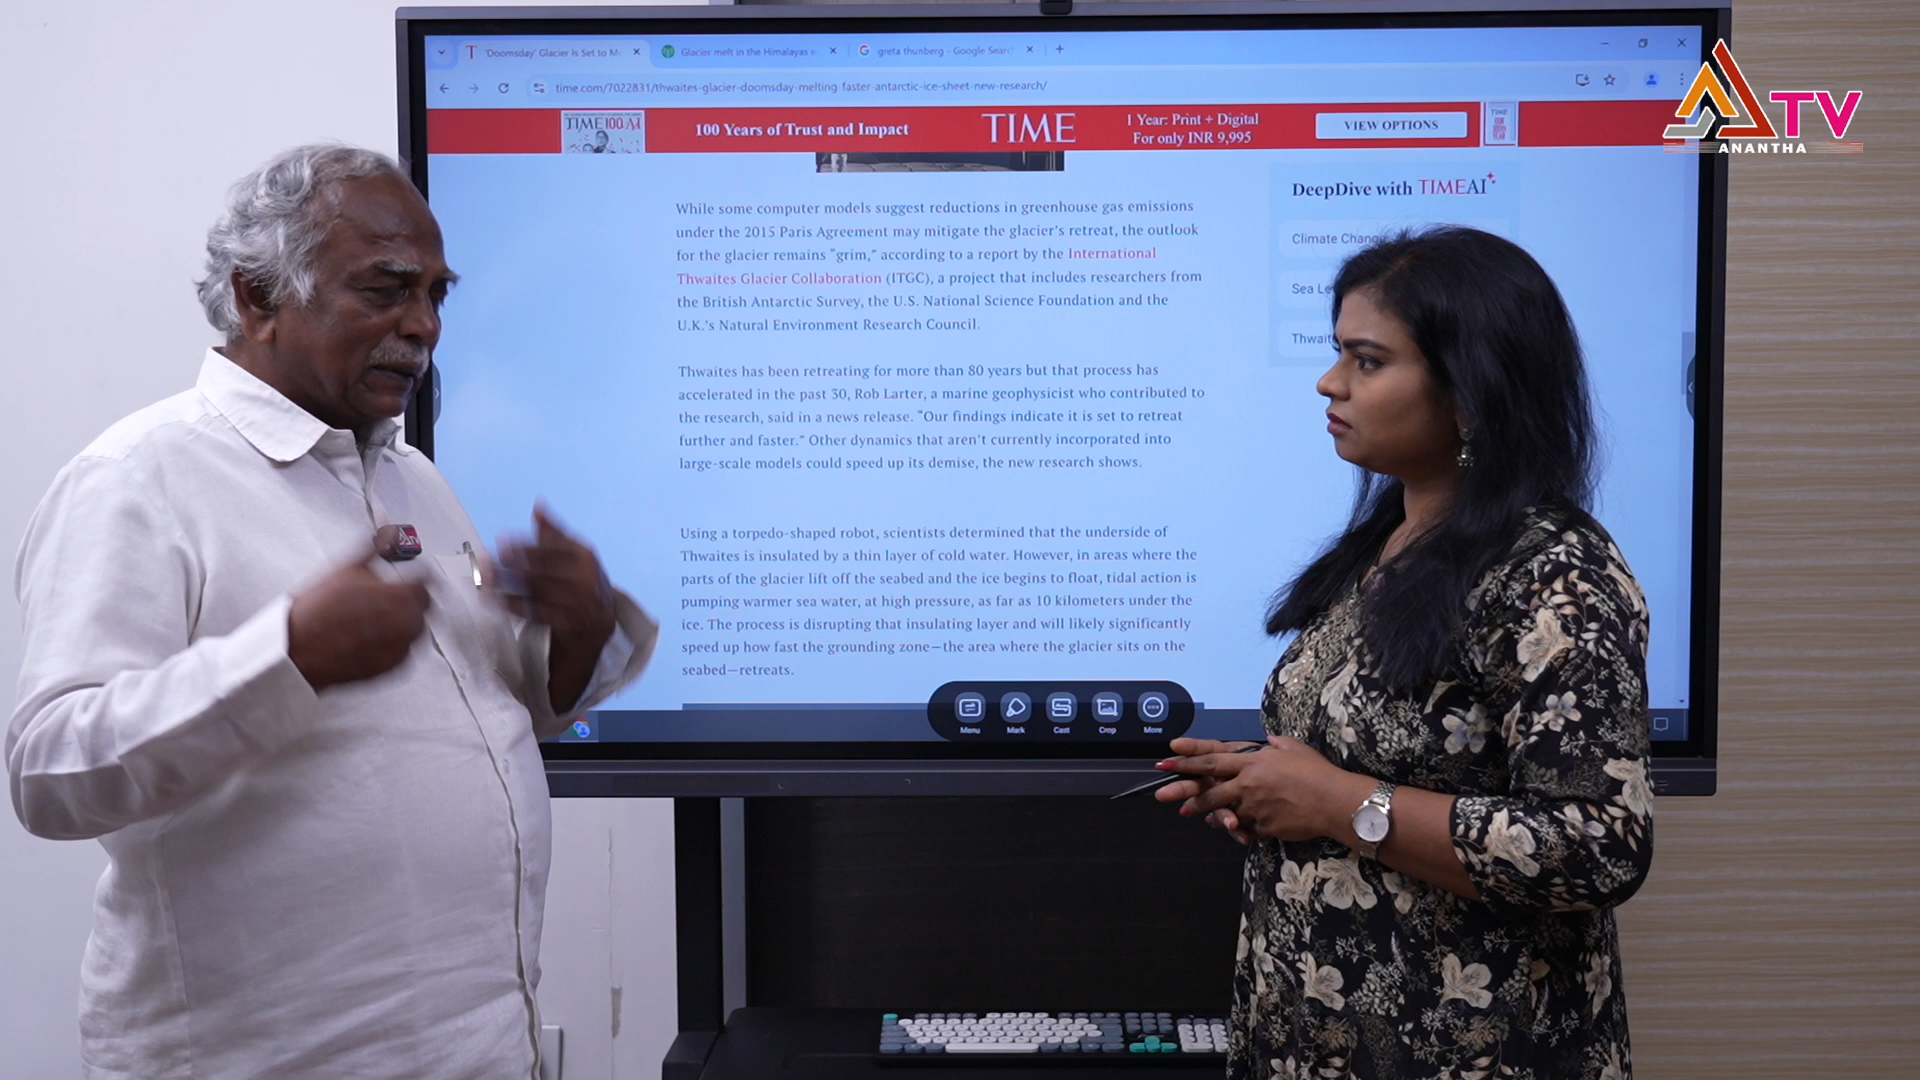 'Doomsday' Glacier Is Set to Me
Glacier melt in the Himalayas e
greta thunberg - Google Search
time.com/7022831/thwaites-glacier-doomsday-melting faster-antarctic-ice-sheet-new-research/
TIME100 AI
100 Years of Trust and Impact
TIME
1 Year: Print + Digital
For only INR 9,995
VIEW OPTIONS
TIME
TV
ANANTHA
DeepDive with TIMEAI
Climate Chang
Sea Le
Thwait
While some computer models suggest reductions in greenhouse gas emissions
under the 2015 Paris Agreement may mitigate the glacier's retreat, the outlook
for the glacier remains “grim,” according to a report by the International
Thwaites Glacier Collaboration (ITGC), a project that includes researchers from
the British Antarctic Survey, the U.S. National Science Foundation and the
U.K.'s Natural Environment Research Council.
Thwaites has been retreating for more than 80 years but that process has
accelerated in the past 30, Rob Larter, a marine geophysicist who contributed to
the research, said in a news release. “Our findings indicate it is set to retreat
further and faster.” Other dynamics that aren't currently incorporated into
large-scale models could speed up its demise, the new research shows.
Using a torpedo-shaped robot, scientists determined that the underside of
Thwaites is insulated by a thin layer of cold water. However, in areas where the
parts of the glacier lift off the seabed and the ice begins to float, tidal action is
pumping warmer sea water, at high pressure, as far as 10 kilometers under the
ice. The process is disrupting that insulating layer and will likely significantly
speed up how fast the grounding zone—the area where the glacier sits on the
seabed—retreats.
Menu
Mark
Cast
Crop
More